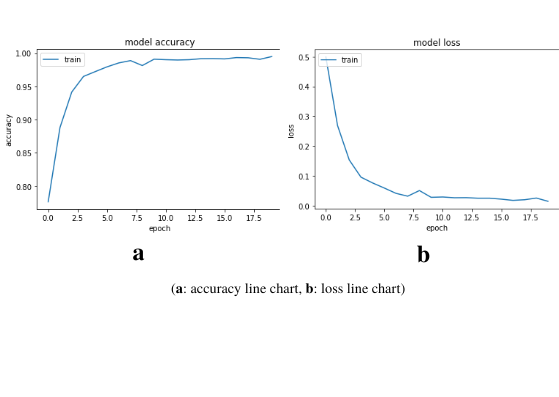 model accuracy
train
1.00
0.95
0.90
0.85
0.80
accuracy
0.0 2.5 5.0 7.5 10.0 12.5 15.0 17.5
epoch
a
model loss
train
0.5
0.4
0.3
0.2
0.1
0.0
loss
0.0 2.5 5.0 7.5 10.0 12.5 15.0 17.5
epoch
b
(a: accuracy line chart, b: loss line chart)